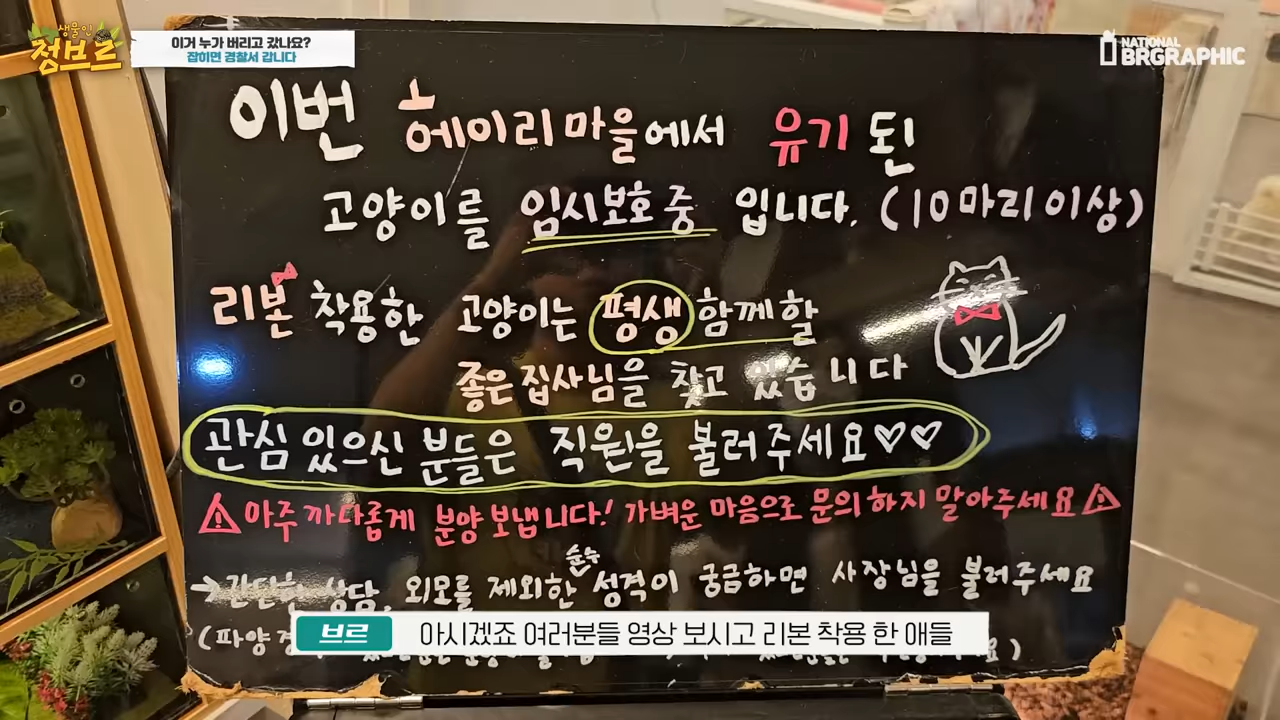 생물인
정브르
이거 누가 버리고 갔나요?
잡히면 경찰서 갑니다
NATIONAL
BRGRAPHIC
이번 헤이리마을에서 유기 된
고양이를 임시보호 중 입니다. (10마리 이상)
리본 착용한 고양이는 평생 함께할
좋은 집사님을 찾고 있습니다
관심 있으신 분들은 직원을 불러주세요♡♡
⚠아주 까다롭게 분양 보냅니다! 가벼운 마음으로 문의 하지 말아주세요⚠
→간단한 상담, 외모를 제외한 순수 성격이 궁금하면 사장님을 불러주세요
(파양
브르
아시겠죠 여러분들 영상 보시고 리본 착용 한 애들